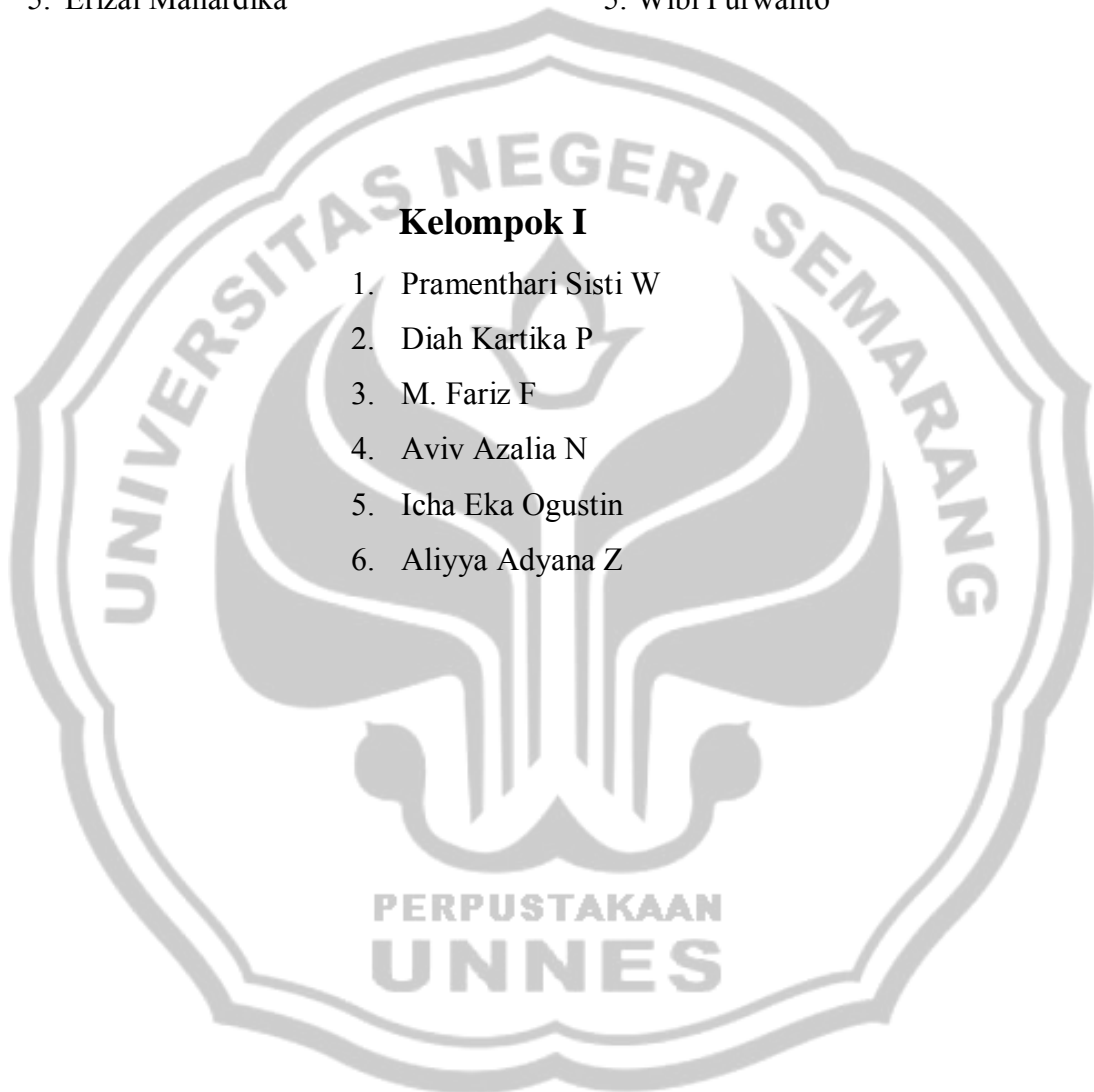 5. Erizal Mahardika
5. Wibi Purwanto
UNIVERSITAS NEGERI SEMARANG
Kelompok I
1. Pramenthari Sisti W
2. Diah Kartika P
3. M. Fariz F
4. Aviv Azalia N
5. Icha Eka Ogustin
6. Aliyya Adyana Z
PERPUSTAKAAN
UNNES